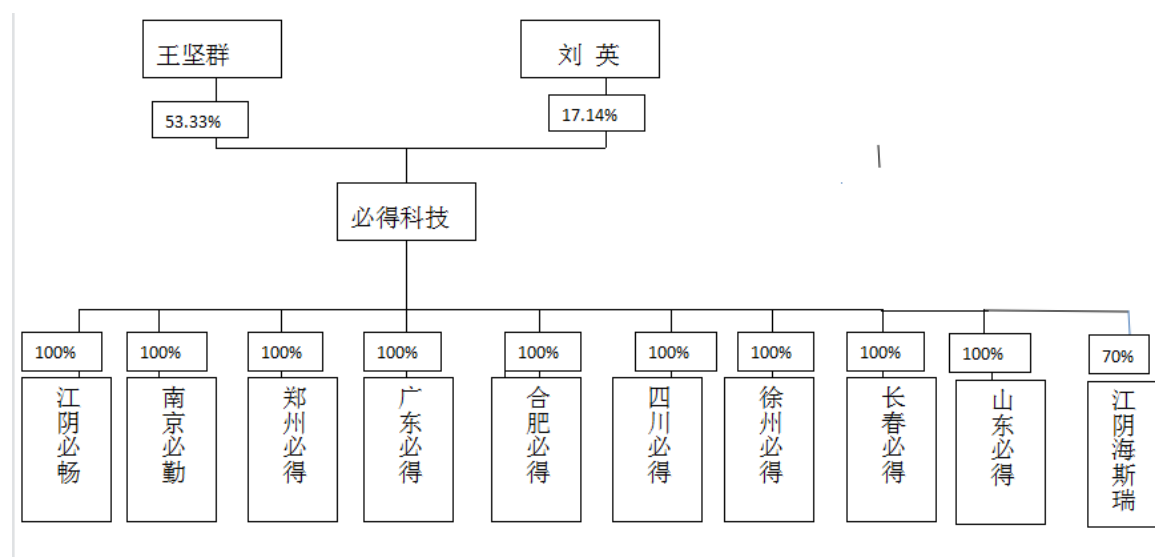 王坚群
刘 英
53.33%
17.14%
必得科技
100%
100%
100%
100%
100%
100%
100%
100%
100%
70%
江阴必畅
南京必勤
郑州必得
广东必得
合肥必得
四川必得
徐州必得
长春必得
山东必得
江阴海斯瑞